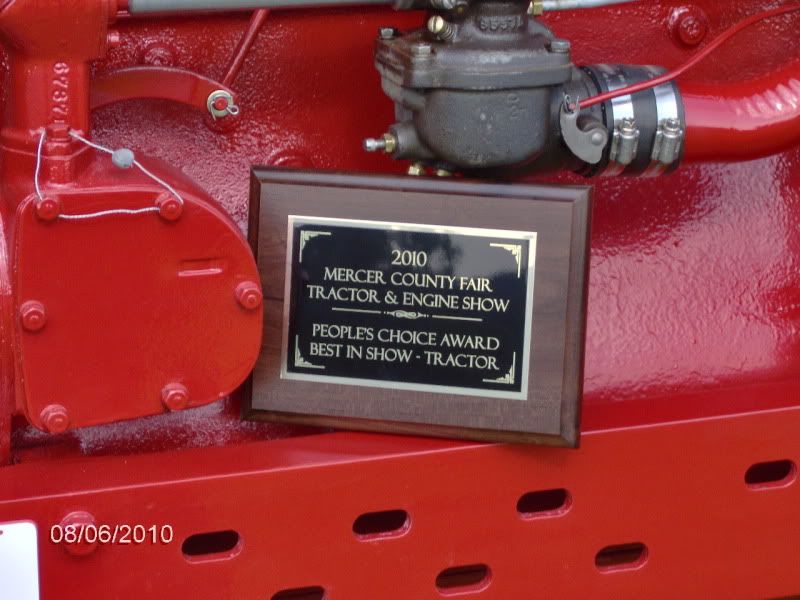 2010
MERCER COUNTY FAIR
TRACTOR & ENGINE SHOW
PEOPLE'S CHOICE AWARD
BEST IN SHOW - TRACTOR
08/06/2010